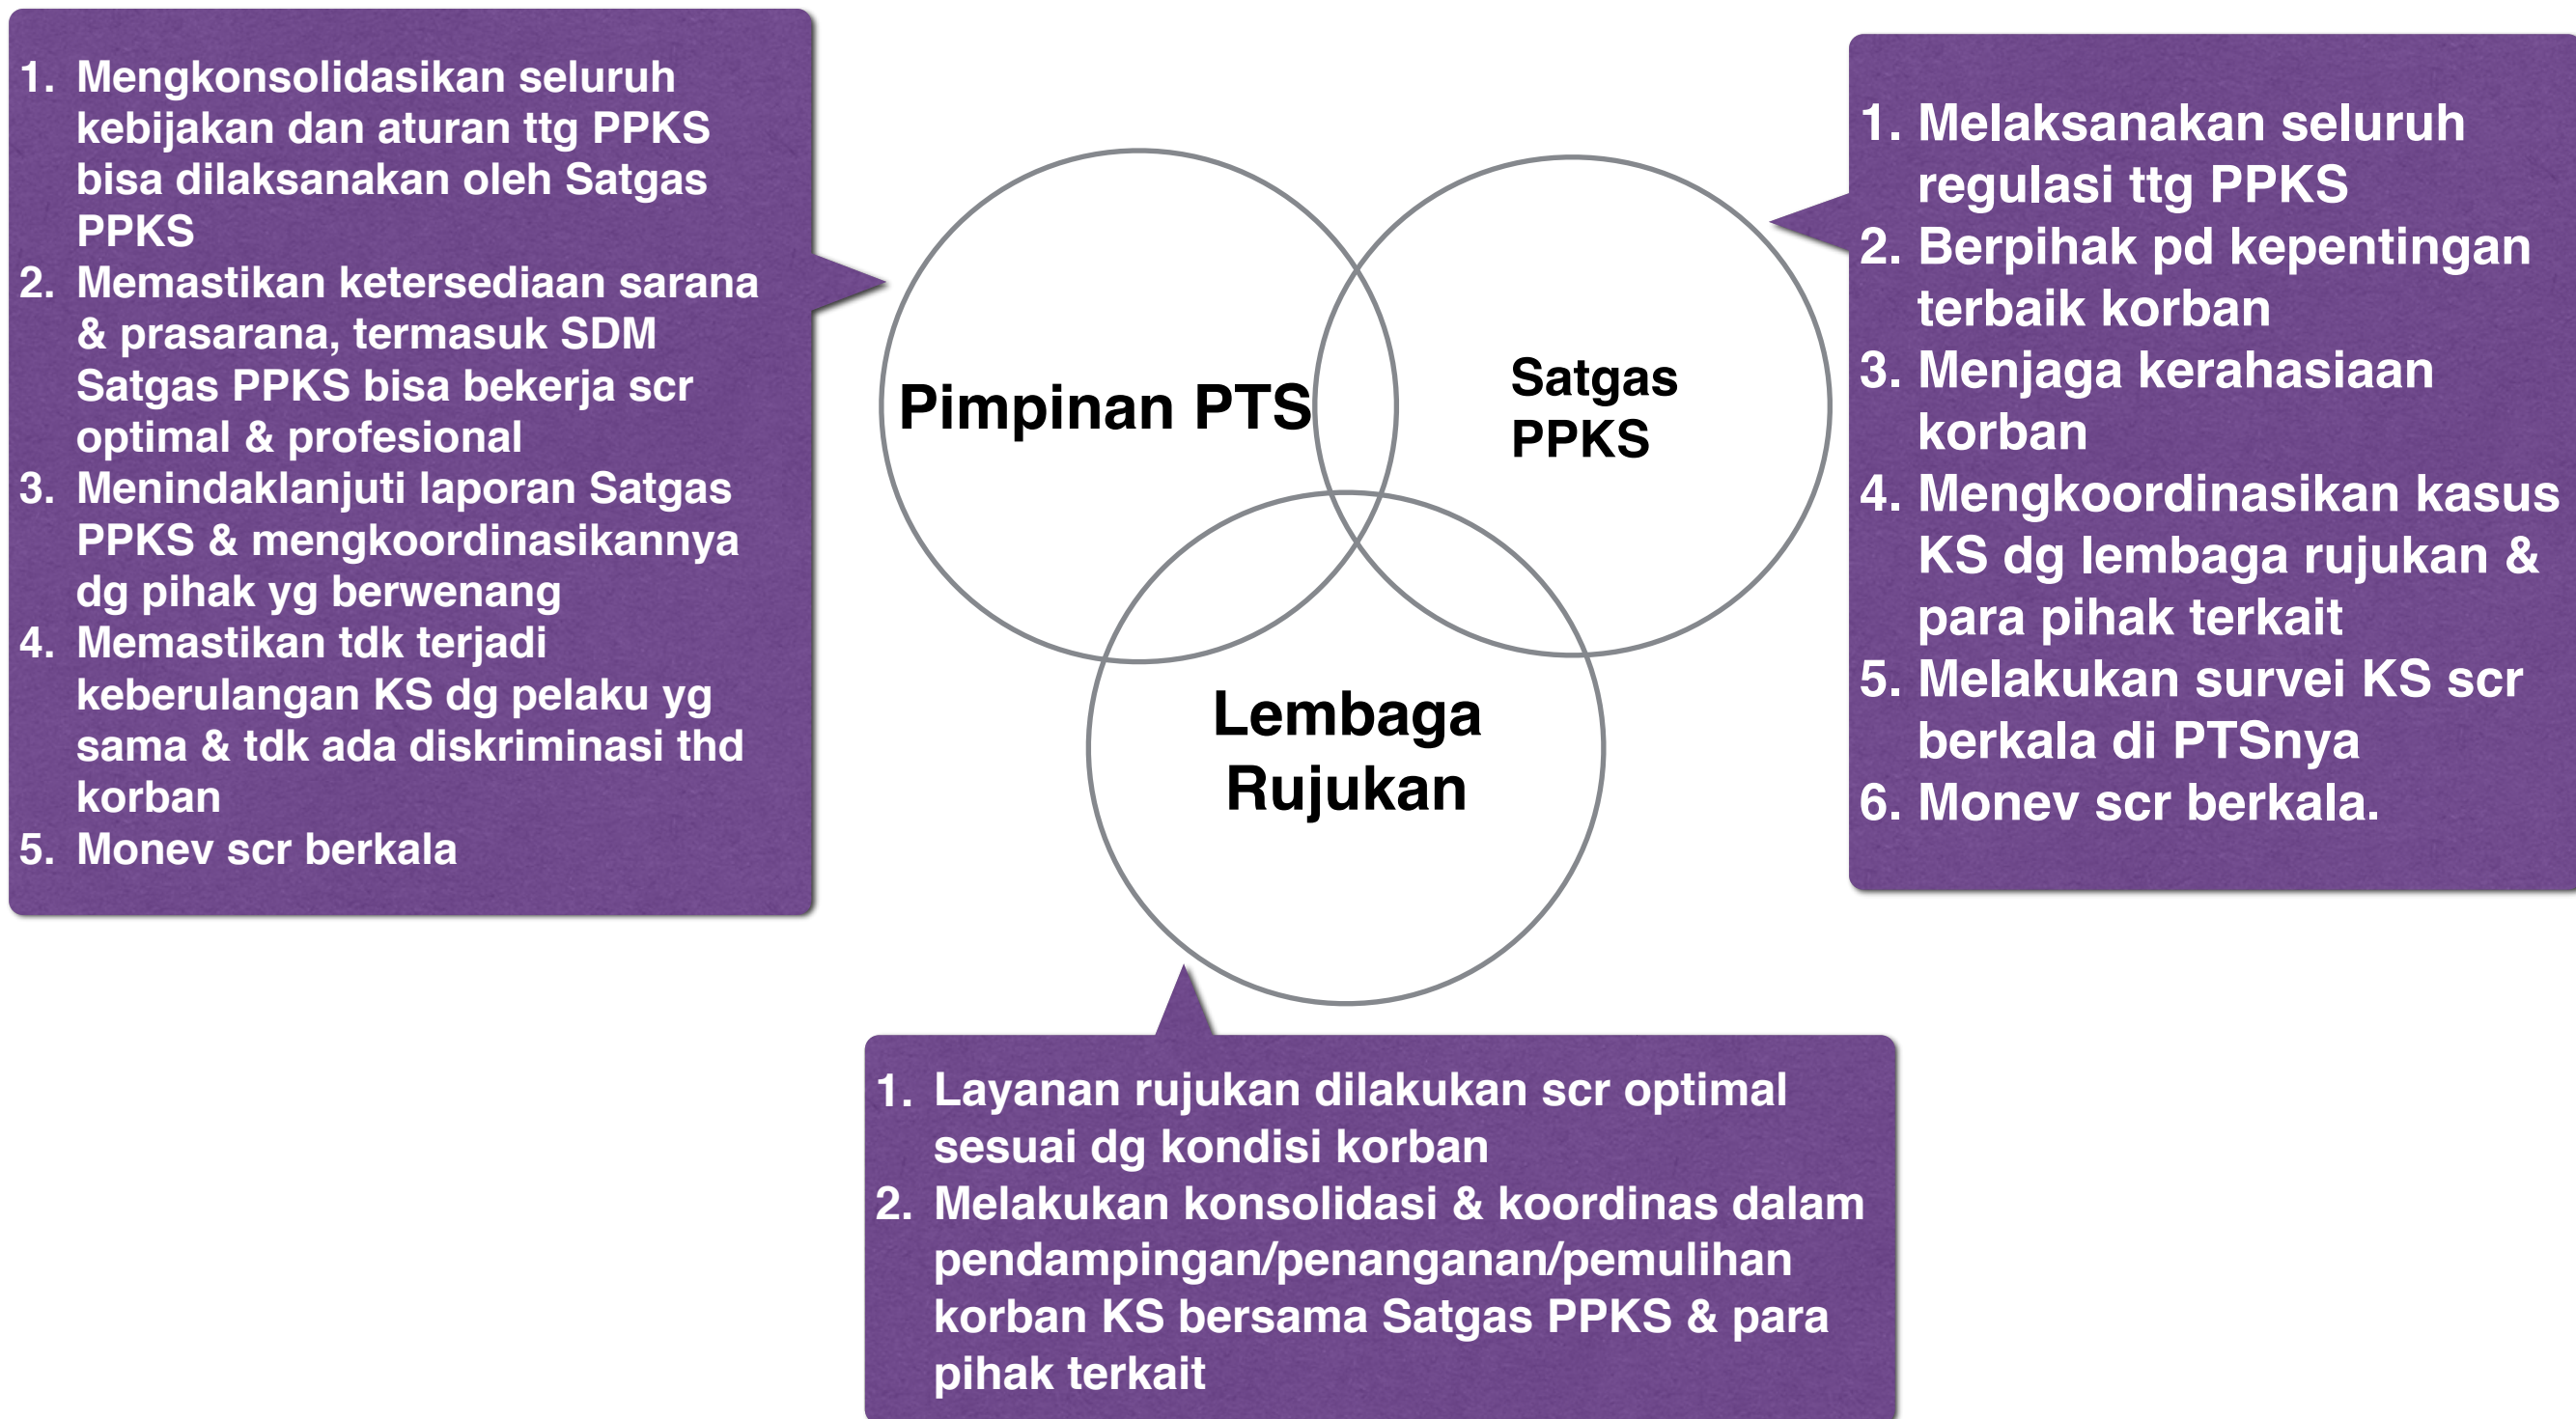 1. Mengkonsolidasikan seluruh
kebijakan dan aturan ttg PPKS
bisa dilaksanakan oleh Satgas
PPKS
2. Memastikan ketersediaan sarana
& prasarana, termasuk SDM
Satgas PPKS bisa bekerja scr
optimal & profesional
3. Menindaklanjuti laporan Satgas
PPKS & mengkoordinasikannya
dg pihak yg berwenang
4. Memastikan tdk terjadi
keberulangan KS dg pelaku yg
sama & tdk ada diskriminasi thd
korban
5. Monev scr berkala
Pimpinan PTS
Satgas
PPKS
Lembaga
Rujukan
1. Melaksanakan seluruh
regulasi ttg PPKS
2. Berpihak pd kepentingan
terbaik korban
3. Menjaga kerahasiaan
korban
4. Mengkoordinasikan kasus
KS dg lembaga rujukan &
para pihak terkait
5. Melakukan survei KS scr
berkala di PTSnya
6. Monev scr berkala.
1. Layanan rujukan dilakukan scr optimal
sesuai dg kondisi korban
2. Melakukan konsolidasi & koordinas dalam
pendampingan/penanganan/pemulihan
korban KS bersama Satgas PPKS & para
pihak terkait